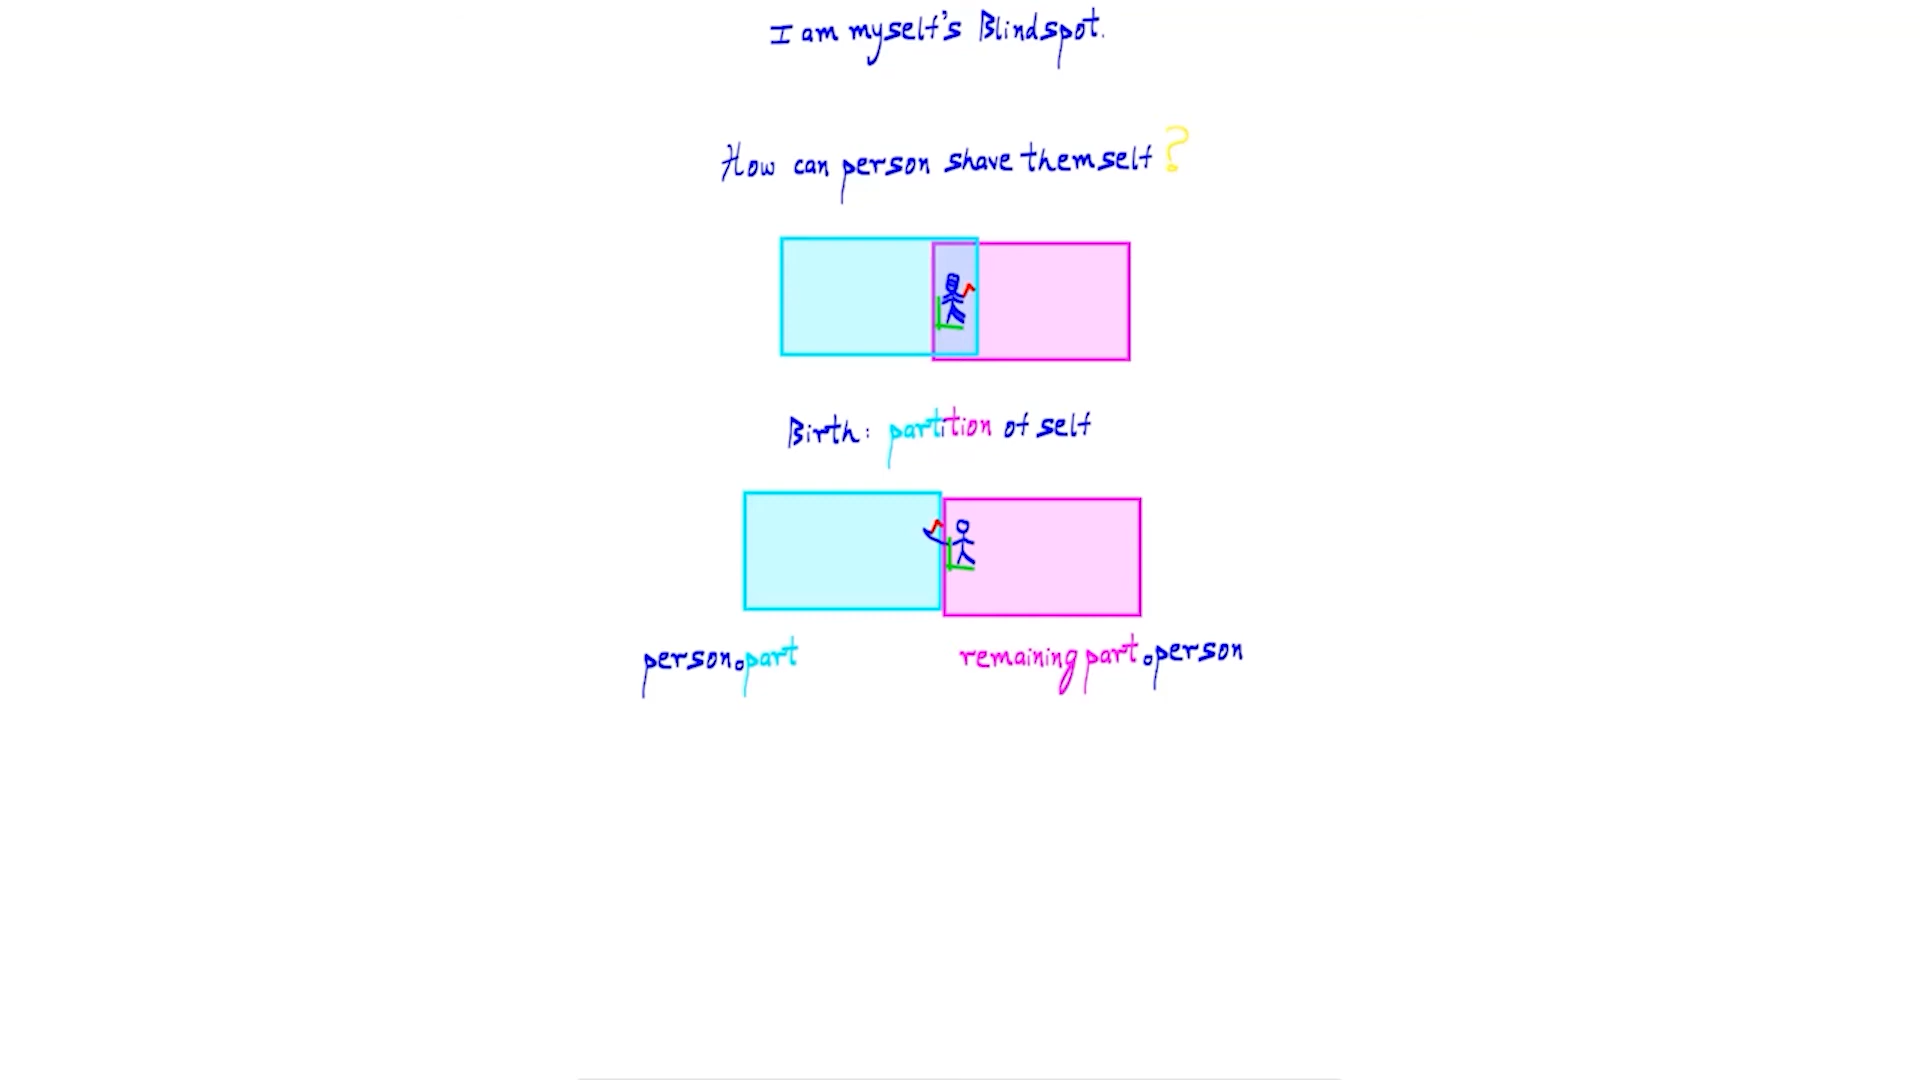 I am myself's Blindspot.
How can person shave themself?
Birth: partition of self
person.part
remaining part.person